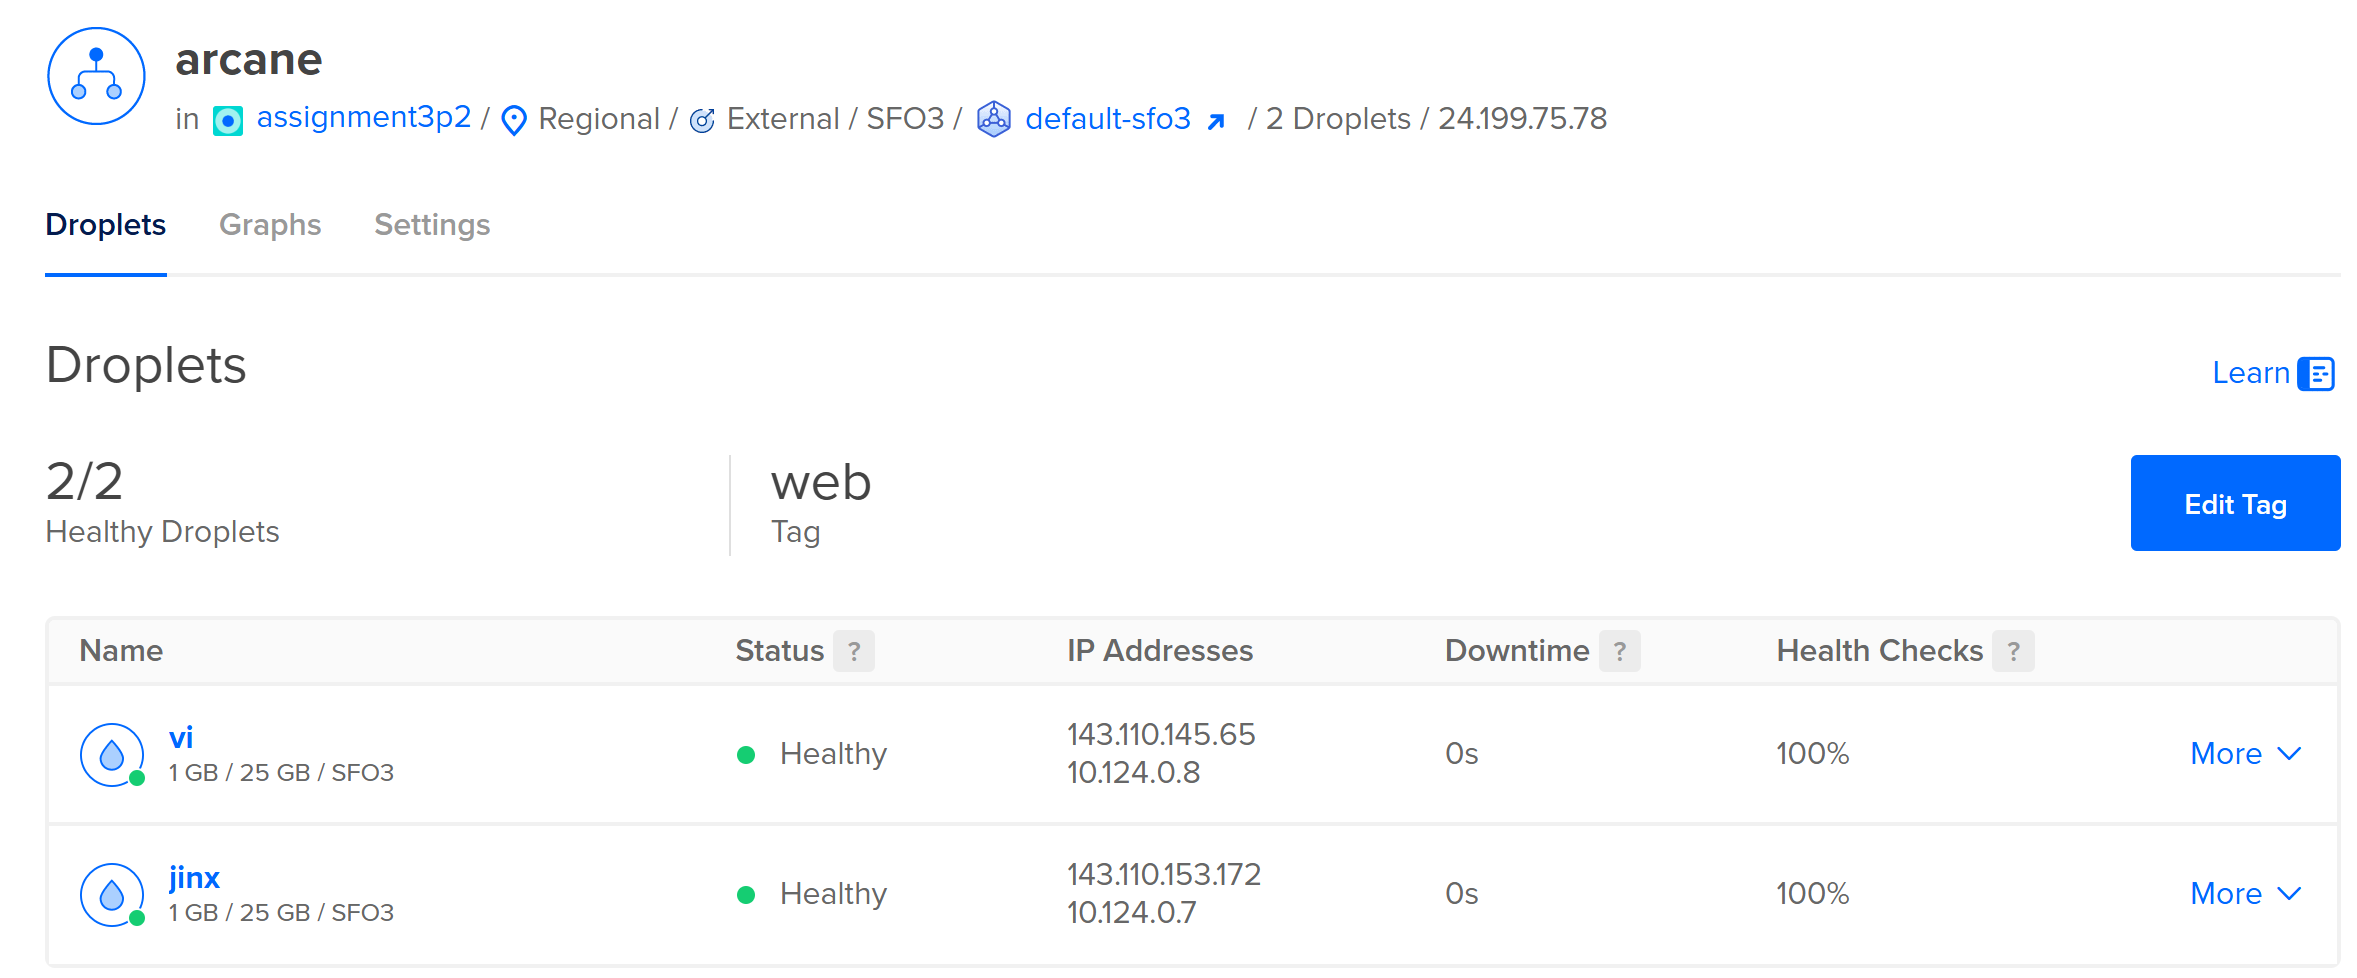 arcane
in assignment3p2 / Regional / External / SFO3 / default-sfo3 / 2 Droplets / 24.199.75.78
Droplets Graphs Settings
Droplets
Learn
2/2
Healthy Droplets
web
Tag
Edit Tag
Name Status ? IP Addresses Downtime ? Health Checks ?
vi
1 GB / 25 GB / SFO3
Healthy
143.110.145.65
10.124.0.8
0s
100%
More
jinx
1 GB / 25 GB / SFO3
Healthy
143.110.153.172
10.124.0.7
0s
100%
More